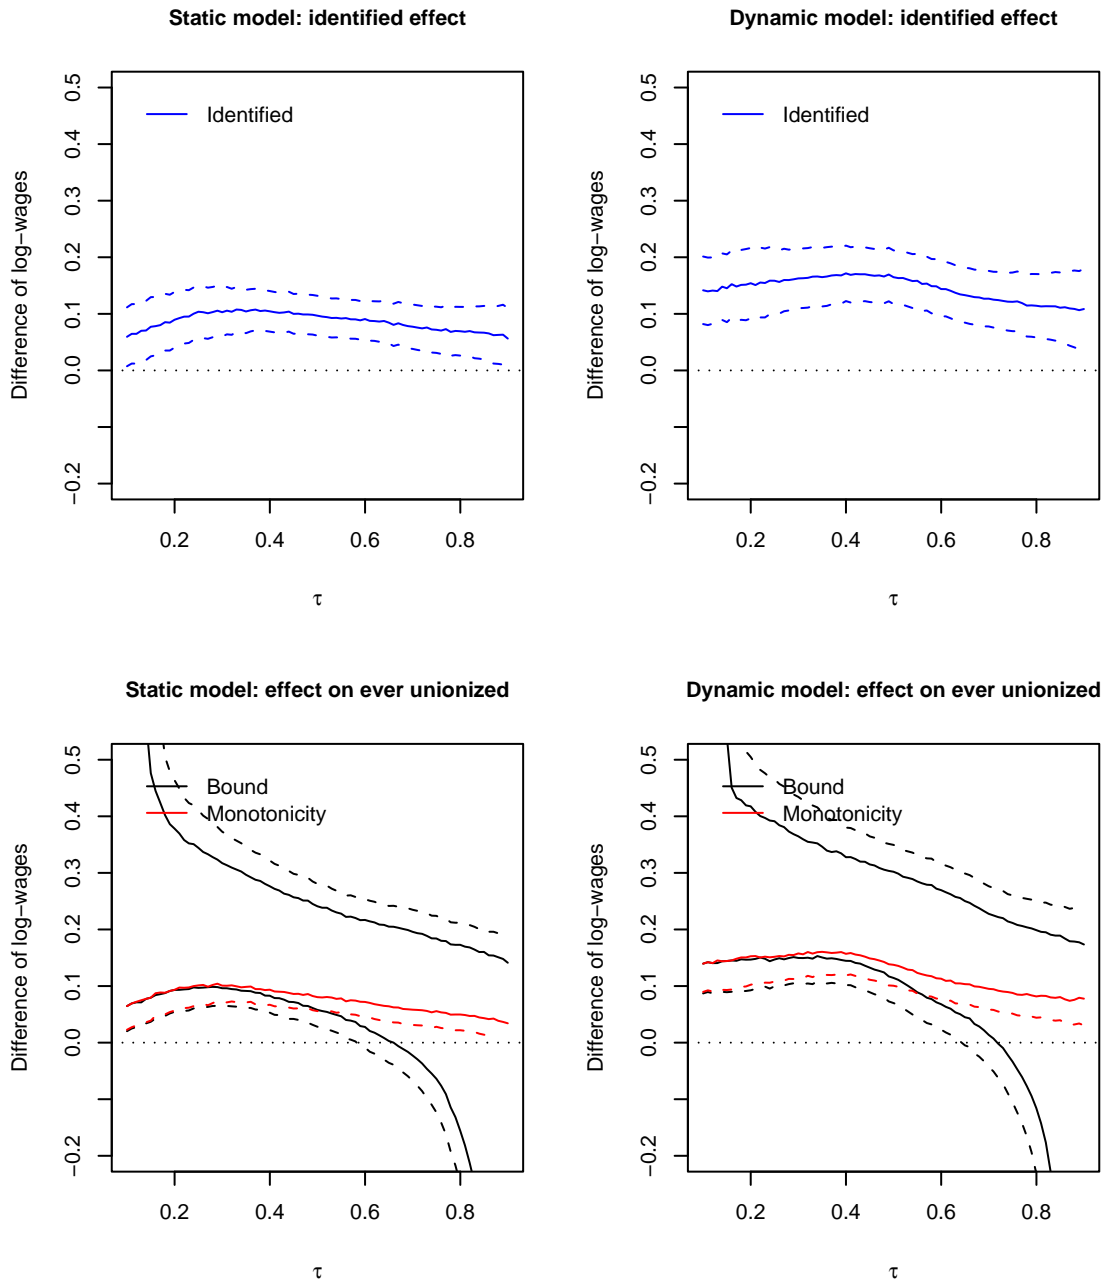 Static model: identified effect
Difference of log−wages
0.5
0.4
0.3
0.2
0.1
0.0
−0.2
Identified
0.2 0.4 0.6 0.8
τ
Dynamic model: identified effect
Difference of log−wages
0.5
0.4
0.3
0.2
0.1
0.0
−0.2
Identified
0.2 0.4 0.6 0.8
τ
Static model: effect on ever unionized
Difference of log−wages
0.5
0.4
0.3
0.2
0.1
0.0
−0.2
Bound
Monotonicity
0.2 0.4 0.6 0.8
τ
Dynamic model: effect on ever unionized
Difference of log−wages
0.5
0.4
0.3
0.2
0.1
0.0
−0.2
Bound
Monotonicity
0.2 0.4 0.6 0.8
τ